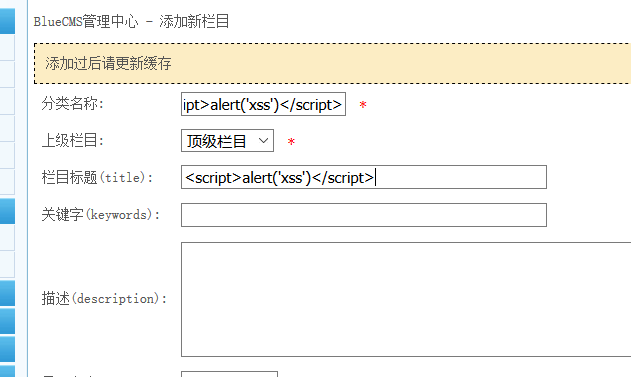 BlueCMS管理中心 - 添加新栏目
添加过后请更新缓存
分类名称: ipt>alert('xss')</script> *
上级栏目: 顶级栏目 *
栏目标题(title): <script>alert('xss')</script>
关键字(keywords):
描述(description):